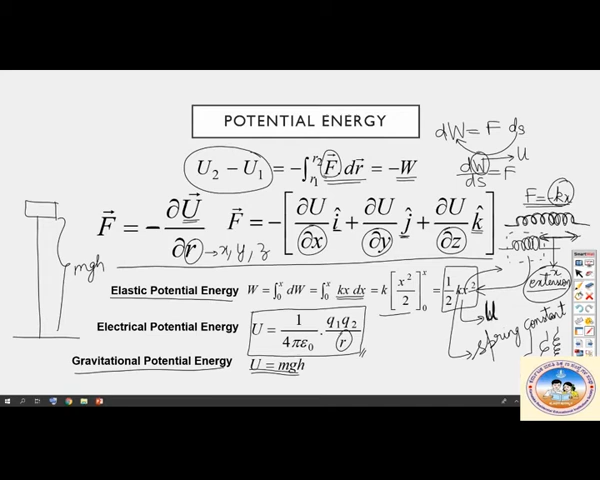 POTENTIAL ENERGY
dW = F ds
U₂ − U₁ = −∫_{r₁}^{r₂} F⃗ dr⃗ = −W
dW/ds = F
U
F = −kx
F⃗ = −∂U⃗/∂r F⃗ = −[∂U/∂x î + ∂U/∂y ĵ + ∂U/∂z k̂]
→ x, y, z
mgh
x
extension
Elastic Potential Energy W = ∫₀ˣ dW = ∫₀ˣ kx dx = k[x²/2]₀ˣ = 1/2 kx²
U
spring constant
Electrical Potential Energy U = 1/4πε₀ · q₁q₂/r
Gravitational Potential Energy U = mgh